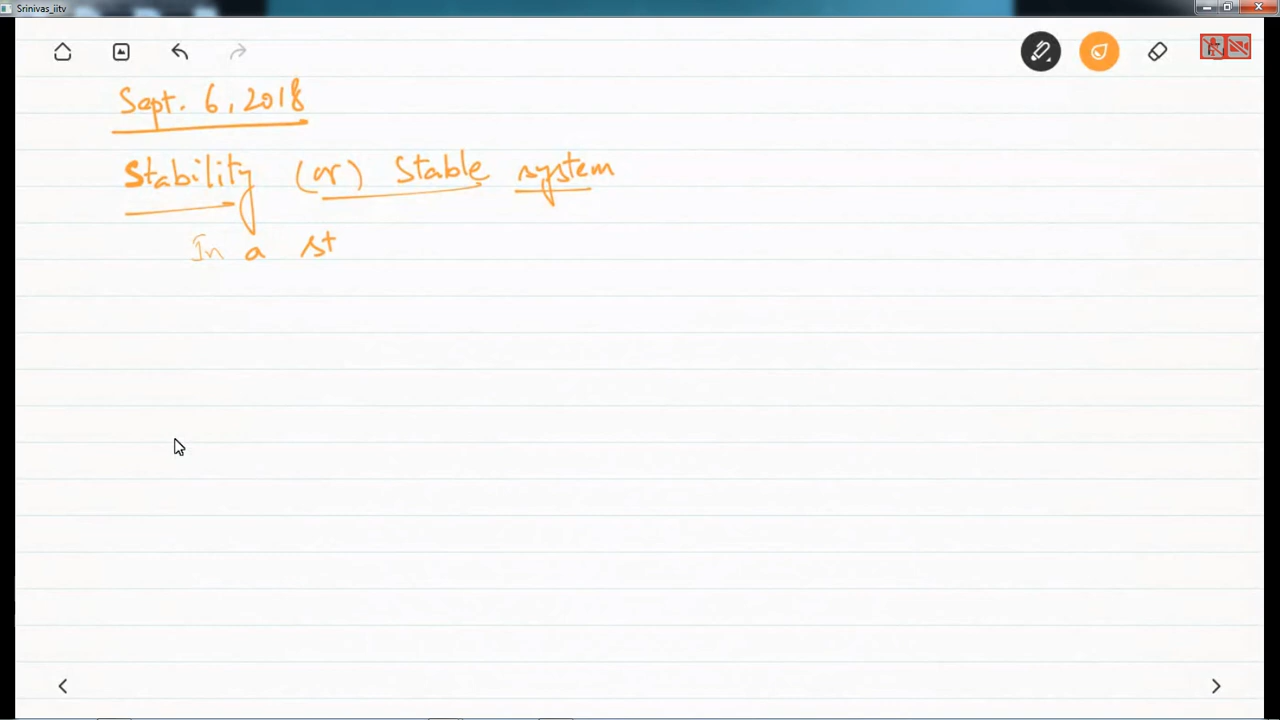 Srinivas_iitv
Sept. 6, 2018
Stability (or) Stable system
In a st